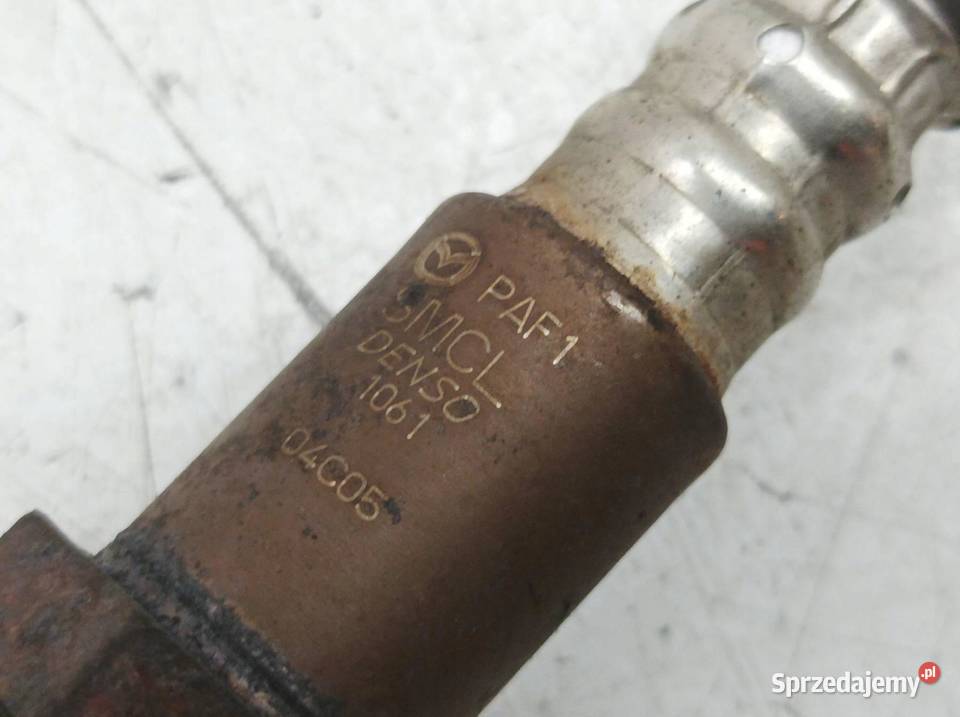 PAF1
SMCL
DENSO
1061
04C05
Sprzedajemy.pl